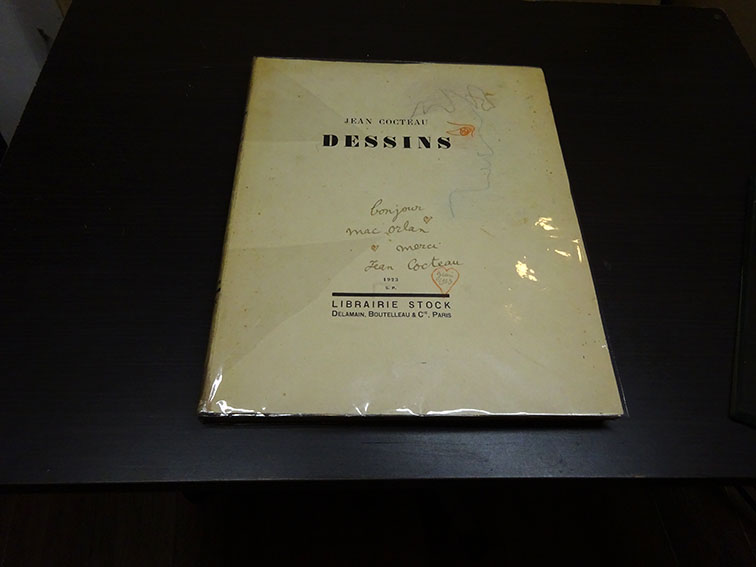 JEAN COCTEAU
DESSINS
bonjour
mac orlan
merci
Jean Cocteau
1923
S. P.
LIBRAIRIE STOCK
DELAMAIN, BOUTELLEAU & Cie, PARIS